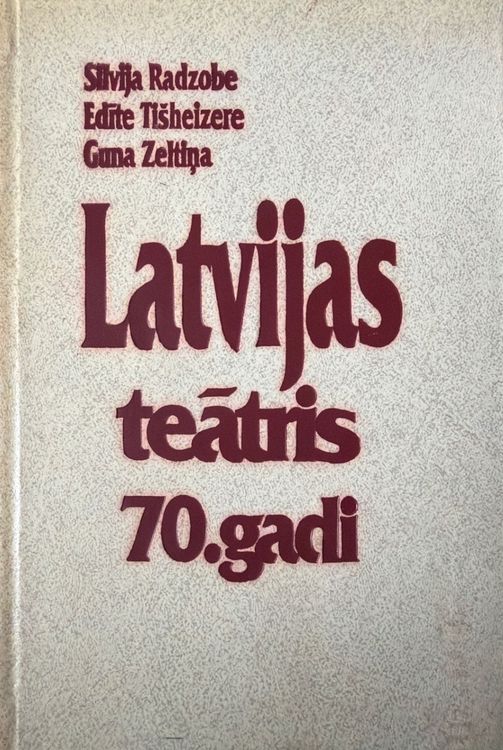 Silvija Radzobe
Edīte Tišheizere
Guna Zeltiņa
Latvijas
teātris
70.gadi